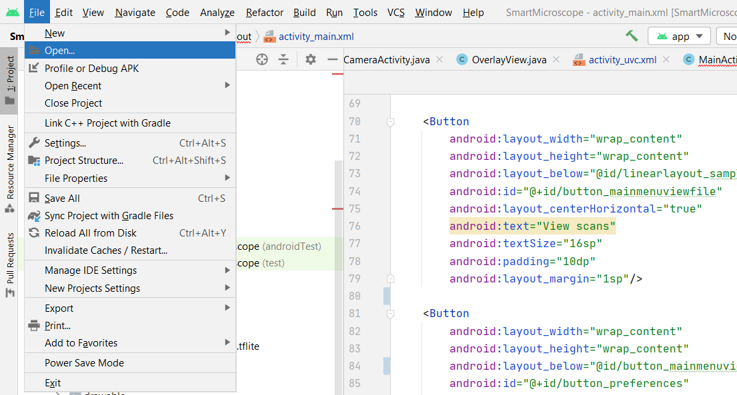 File Edit View Navigate Code Analyze Refactor Build Run Tools VCS Window Help SmartMicroscope - activity_main.xml [SmartMicroscope
New
out activity_main.xml
app
No
Open...
CameraActivity.java
OverlayView.java
activity_uvc.xml
MainActi
Profile or Debug APK
Open Recent
Close Project
Link C++ Project with Gradle
Settings... Ctrl+Alt+S
Project Structure... Ctrl+Alt+Shift+S
File Properties
Save All Ctrl+S
Sync Project with Gradle Files
Reload All from Disk Ctrl+Alt+Y
Invalidate Caches / Restart...
Manage IDE Settings
New Projects Settings
Export
Print...
Add to Favorites
Power Save Mode
Exit
1: Project
Resource Manager
Pull Requests
scope (androidTest)
scope (test)
.tflite
drawable
69
70 <Button
71 android:layout_width="wrap_content"
72 android:layout_height="wrap_content"
73 android:layout_below="@id/linearlayout_samp
74 android:id="@+id/button_mainmenuviewfile"
75 android:layout_centerHorizontal="true"
76 android:text="View scans"
77 android:textSize="16sp"
78 android:padding="10dp"
79 android:layout_margin="1sp"/>
80
81 <Button
82 android:layout_width="wrap_content"
83 android:layout_height="wrap_content"
84 android:layout_below="@id/button_mainmenuvi
85 android:id="@+id/button_preferences"